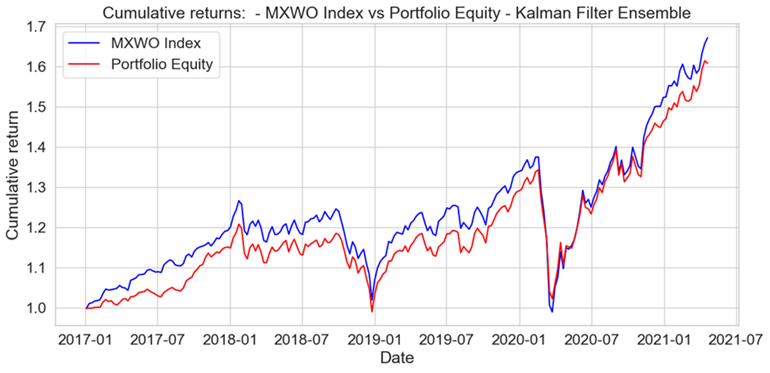 Cumulative returns:  - MXWO Index vs Portfolio Equity - Kalman Filter Ensemble
MXWO Index
Portfolio Equity
1.7
1.6
1.5
1.4
1.3
1.2
1.1
1.0
Cumulative return
2017-01 2017-07 2018-01 2018-07 2019-01 2019-07 2020-01 2020-07 2021-01 2021-07
Date